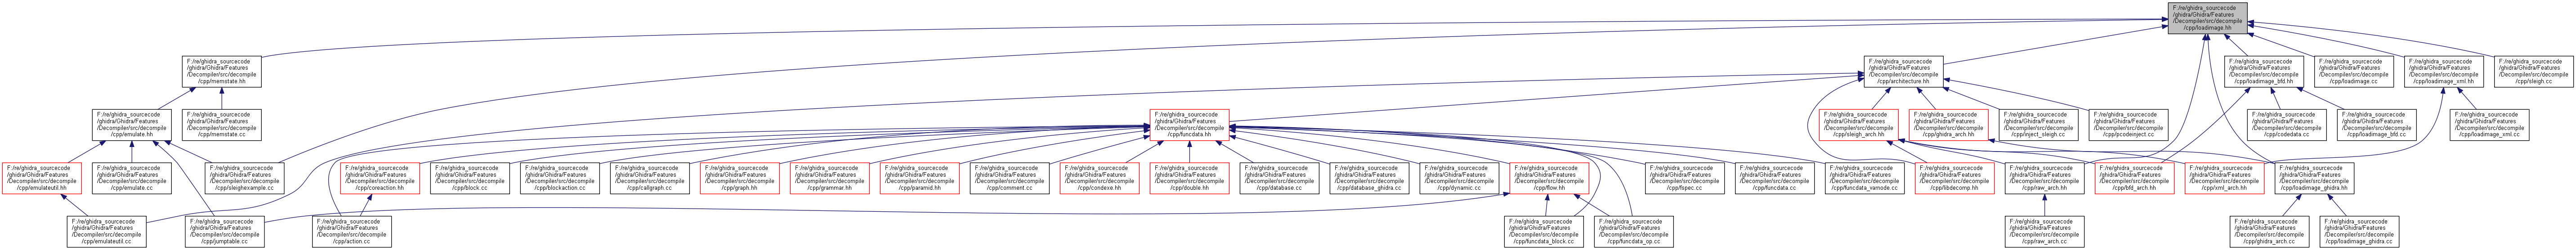 F:/re/ghidra_sourcecode
/ghidra/Ghidra/Features
/Decompiler/src/decompile
/cpp/loadimage.hh
F:/re/ghidra_sourcecode
/ghidra/Ghidra/Features
/Decompiler/src/decompile
/cpp/memstate.hh
F:/re/ghidra_sourcecode
/ghidra/Ghidra/Features
/Decompiler/src/decompile
/cpp/architecture.hh
F:/re/ghidra_sourcecode
/ghidra/Ghidra/Features
/Decompiler/src/decompile
/cpp/loadimage_bfd.hh
F:/re/ghidra_sourcecode
/ghidra/Ghidra/Features
/Decompiler/src/decompile
/cpp/loadimage.cc
F:/re/ghidra_sourcecode
/ghidra/Ghidra/Features
/Decompiler/src/decompile
/cpp/loadimage_xml.hh
F:/re/ghidra_sourcecode
/ghidra/Ghidra/Features
/Decompiler/src/decompile
/cpp/sleigh.cc
F:/re/ghidra_sourcecode
/ghidra/Ghidra/Features
/Decompiler/src/decompile
/cpp/emulate.hh
F:/re/ghidra_sourcecode
/ghidra/Ghidra/Features
/Decompiler/src/decompile
/cpp/memstate.cc
F:/re/ghidra_sourcecode
/ghidra/Ghidra/Features
/Decompiler/src/decompile
/cpp/funcdata.hh
F:/re/ghidra_sourcecode
/ghidra/Ghidra/Features
/Decompiler/src/decompile
/cpp/sleigh_arch.hh
F:/re/ghidra_sourcecode
/ghidra/Ghidra/Features
/Decompiler/src/decompile
/cpp/ghidra_arch.hh
F:/re/ghidra_sourcecode
/ghidra/Ghidra/Features
/Decompiler/src/decompile
/cpp/inject_sleigh.cc
F:/re/ghidra_sourcecode
/ghidra/Ghidra/Features
/Decompiler/src/decompile
/cpp/pcodeinject.cc
F:/re/ghidra_sourcecode
/ghidra/Ghidra/Features
/Decompiler/src/decompile
/cpp/codedata.cc
F:/re/ghidra_sourcecode
/ghidra/Ghidra/Features
/Decompiler/src/decompile
/cpp/loadimage_bfd.cc
F:/re/ghidra_sourcecode
/ghidra/Ghidra/Features
/Decompiler/src/decompile
/cpp/loadimage_xml.cc
F:/re/ghidra_sourcecode
/ghidra/Ghidra/Features
/Decompiler/src/decompile
/cpp/emulateutil.hh
F:/re/ghidra_sourcecode
/ghidra/Ghidra/Features
/Decompiler/src/decompile
/cpp/emulate.cc
F:/re/ghidra_sourcecode
/ghidra/Ghidra/Features
/Decompiler/src/decompile
/cpp/sleighexample.cc
F:/re/ghidra_sourcecode
/ghidra/Ghidra/Features
/Decompiler/src/decompile
/cpp/coreaction.hh
F:/re/ghidra_sourcecode
/ghidra/Ghidra/Features
/Decompiler/src/decompile
/cpp/block.cc
F:/re/ghidra_sourcecode
/ghidra/Ghidra/Features
/Decompiler/src/decompile
/cpp/blockaction.cc
F:/re/ghidra_sourcecode
/ghidra/Ghidra/Features
/Decompiler/src/decompile
/cpp/callgraph.cc
F:/re/ghidra_sourcecode
/ghidra/Ghidra/Features
/Decompiler/src/decompile
/cpp/graph.hh
F:/re/ghidra_sourcecode
/ghidra/Ghidra/Features
/Decompiler/src/decompile
/cpp/grammar.hh
F:/re/ghidra_sourcecode
/ghidra/Ghidra/Features
/Decompiler/src/decompile
/cpp/paramid.hh
F:/re/ghidra_sourcecode
/ghidra/Ghidra/Features
/Decompiler/src/decompile
/cpp/comment.cc
F:/re/ghidra_sourcecode
/ghidra/Ghidra/Features
/Decompiler/src/decompile
/cpp/condexe.hh
F:/re/ghidra_sourcecode
/ghidra/Ghidra/Features
/Decompiler/src/decompile
/cpp/double.hh
F:/re/ghidra_sourcecode
/ghidra/Ghidra/Features
/Decompiler/src/decompile
/cpp/database.cc
F:/re/ghidra_sourcecode
/ghidra/Ghidra/Features
/Decompiler/src/decompile
/cpp/database_ghidra.cc
F:/re/ghidra_sourcecode
/ghidra/Ghidra/Features
/Decompiler/src/decompile
/cpp/dynamic.cc
F:/re/ghidra_sourcecode
/ghidra/Ghidra/Features
/Decompiler/src/decompile
/cpp/flow.hh
F:/re/ghidra_sourcecode
/ghidra/Ghidra/Features
/Decompiler/src/decompile
/cpp/fspec.cc
F:/re/ghidra_sourcecode
/ghidra/Ghidra/Features
/Decompiler/src/decompile
/cpp/funcdata.cc
F:/re/ghidra_sourcecode
/ghidra/Ghidra/Features
/Decompiler/src/decompile
/cpp/funcdata_varnode.cc
F:/re/ghidra_sourcecode
/ghidra/Ghidra/Features
/Decompiler/src/decompile
/cpp/libdecomp.hh
F:/re/ghidra_sourcecode
/ghidra/Ghidra/Features
/Decompiler/src/decompile
/cpp/raw_arch.hh
F:/re/ghidra_sourcecode
/ghidra/Ghidra/Features
/Decompiler/src/decompile
/cpp/bfd_arch.hh
F:/re/ghidra_sourcecode
/ghidra/Ghidra/Features
/Decompiler/src/decompile
/cpp/xml_arch.hh
F:/re/ghidra_sourcecode
/ghidra/Ghidra/Features
/Decompiler/src/decompile
/cpp/loadimage_ghidra.hh
F:/re/ghidra_sourcecode
/ghidra/Ghidra/Features
/Decompiler/src/decompile
/cpp/emulateutil.cc
F:/re/ghidra_sourcecode
/ghidra/Ghidra/Features
/Decompiler/src/decompile
/cpp/jumptable.cc
F:/re/ghidra_sourcecode
/ghidra/Ghidra/Features
/Decompiler/src/decompile
/cpp/action.cc
F:/re/ghidra_sourcecode
/ghidra/Ghidra/Features
/Decompiler/src/decompile
/cpp/funcdata_block.cc
F:/re/ghidra_sourcecode
/ghidra/Ghidra/Features
/Decompiler/src/decompile
/cpp/funcdata_op.cc
F:/re/ghidra_sourcecode
/ghidra/Ghidra/Features
/Decompiler/src/decompile
/cpp/raw_arch.cc
F:/re/ghidra_sourcecode
/ghidra/Ghidra/Features
/Decompiler/src/decompile
/cpp/ghidra_arch.cc
F:/re/ghidra_sourcecode
/ghidra/Ghidra/Features
/Decompiler/src/decompile
/cpp/loadimage_ghidra.cc